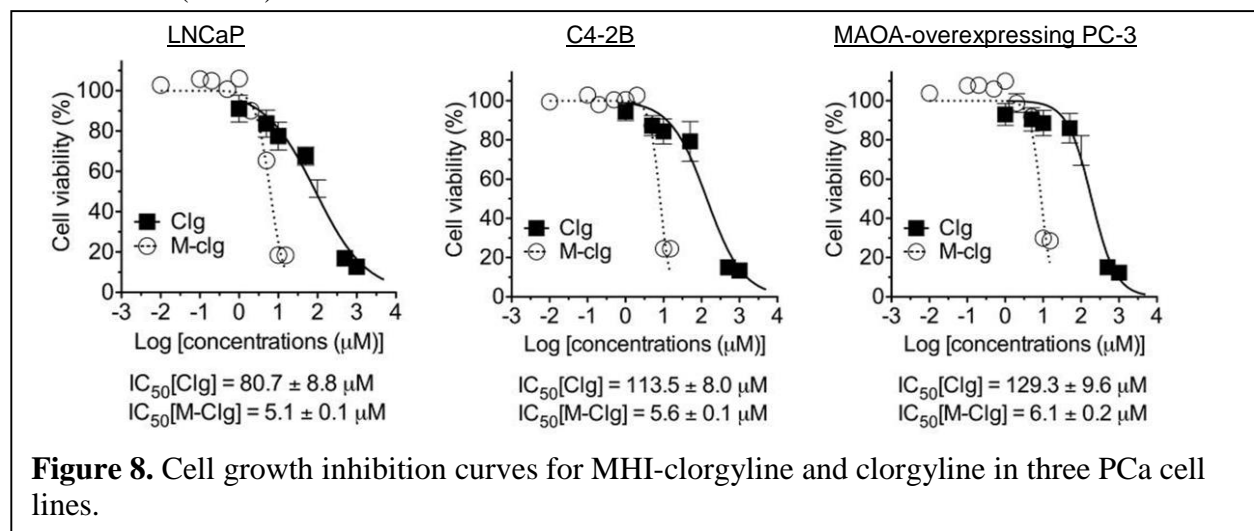 LNCaP
C4-2B
MAOA-overexpressing PC-3
Cell viability (%)
100
80
60
40
20
0
Clg
M-clg
-3 -2 -1 0 1 2 3 4
Log [concentrations (μM)]
IC50[Clg] = 80.7 ± 8.8 μM
IC50[M-Clg] = 5.1 ± 0.1 μM
Cell viability (%)
100
80
60
40
20
0
Clg
M-clg
-3 -2 -1 0 1 2 3 4
Log [concentrations (μM)]
IC50[Clg] = 113.5 ± 8.0 μM
IC50[M-Clg] = 5.6 ± 0.1 μM
Cell viability (%)
100
80
60
40
20
0
Clg
M-clg
-3 -2 -1 0 1 2 3 4
Log [concentrations (μM)]
IC50[Clg] = 129.3 ± 9.6 μM
IC50[M-Clg] = 6.1 ± 0.2 μM
Figure 8. Cell growth inhibition curves for MHI-clorgyline and clorgyline in three PCa cell
lines.